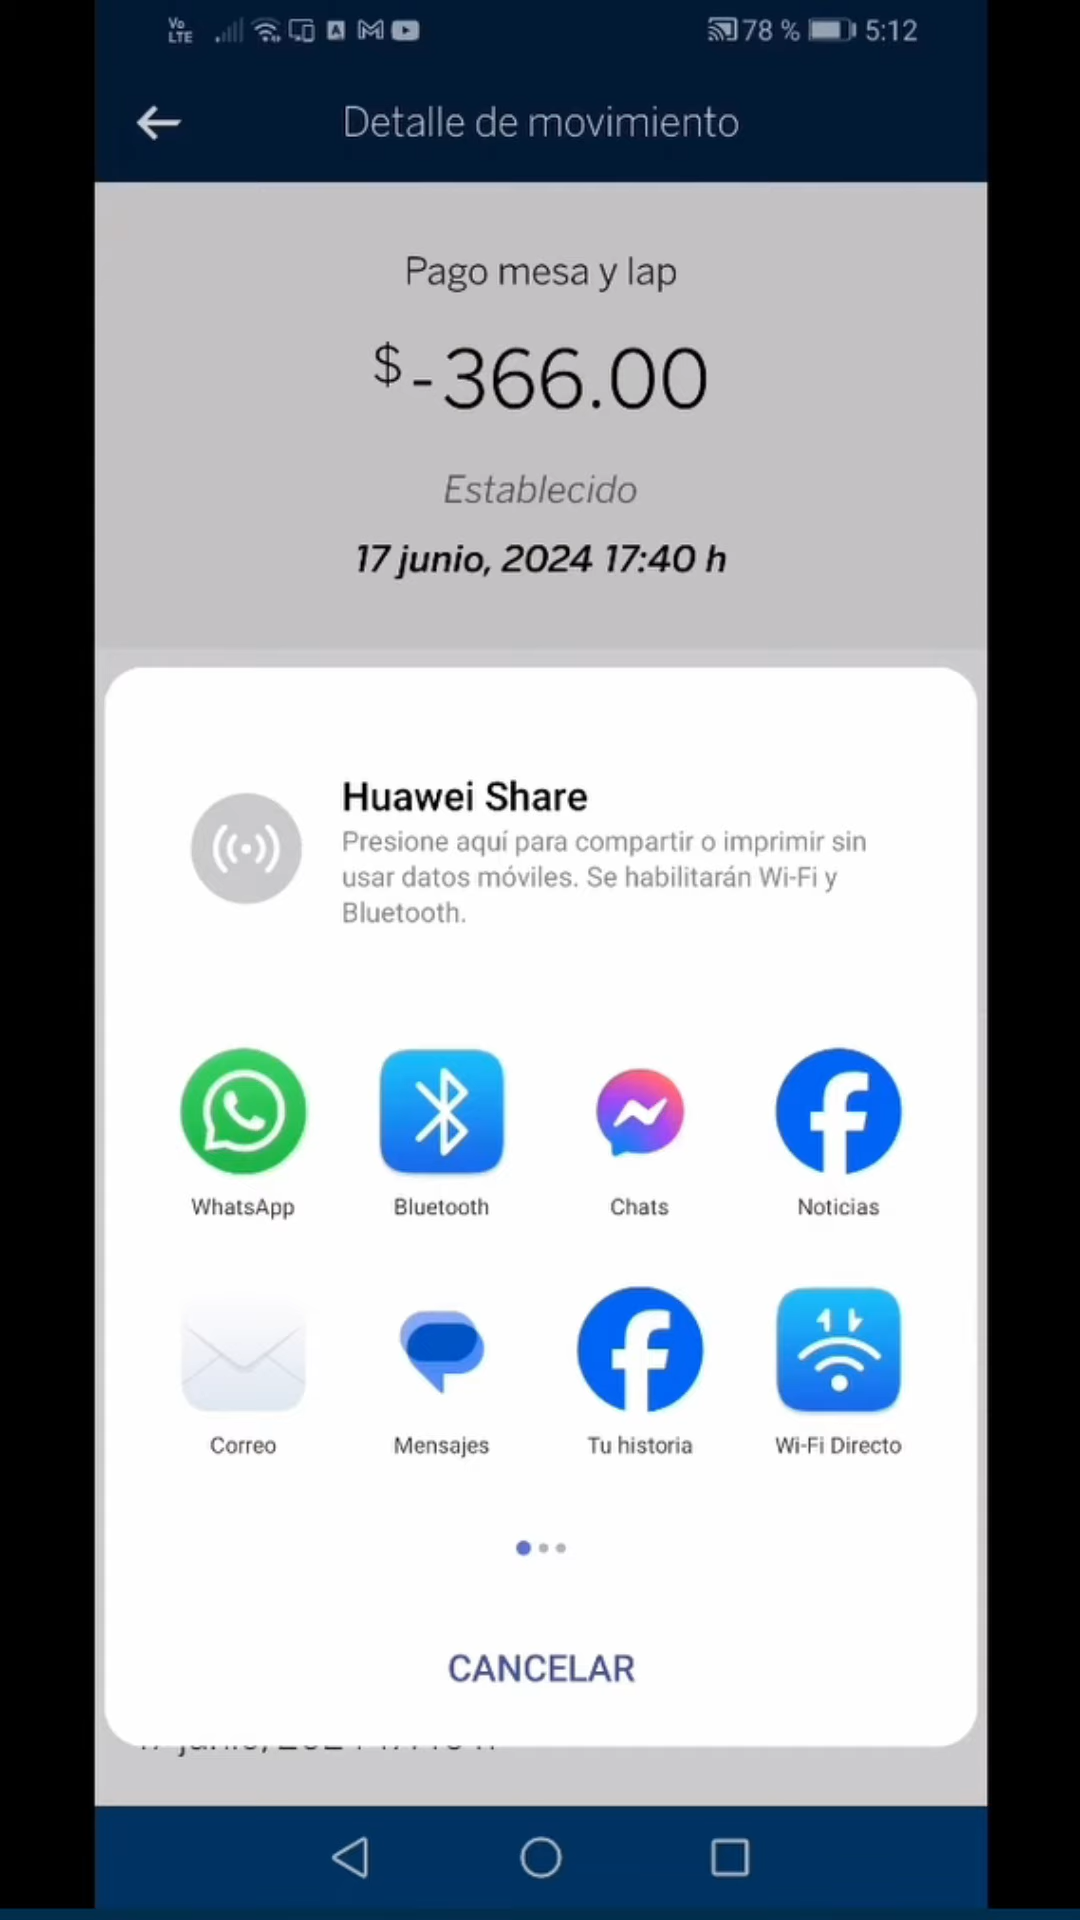 Vo LTE 78 % 5:12
Detalle de movimiento
Pago mesa y lap
$ -366.00
Establecido
17 junio, 2024 17:40 h
Huawei Share
Presione aquí para compartir o imprimir sin
usar datos móviles. Se habilitarán Wi-Fi y
Bluetooth.
WhatsApp
Bluetooth
Chats
Noticias
Correo
Mensajes
Tu historia
Wi-Fi Directo
CANCELAR